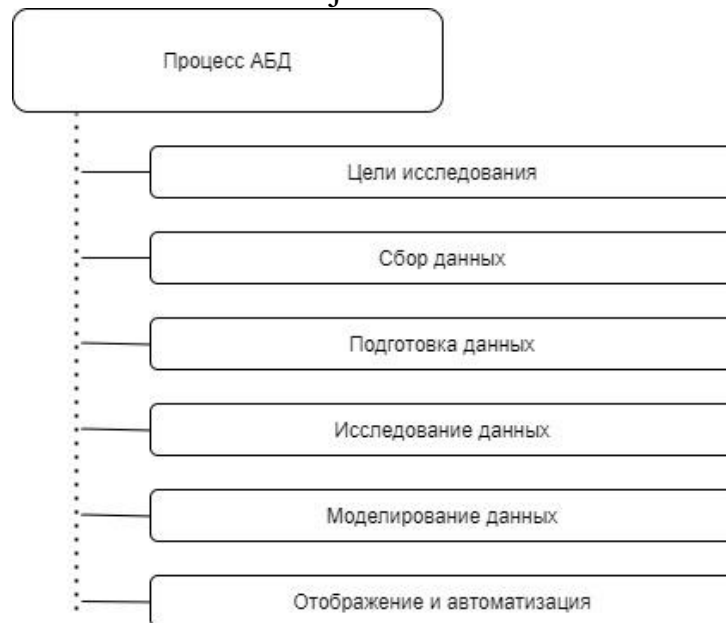 Процесс АБД
Цели исследования
Сбор данных
Подготовка данных
Исследование данных
Моделирование данных
Отображение и автоматизация